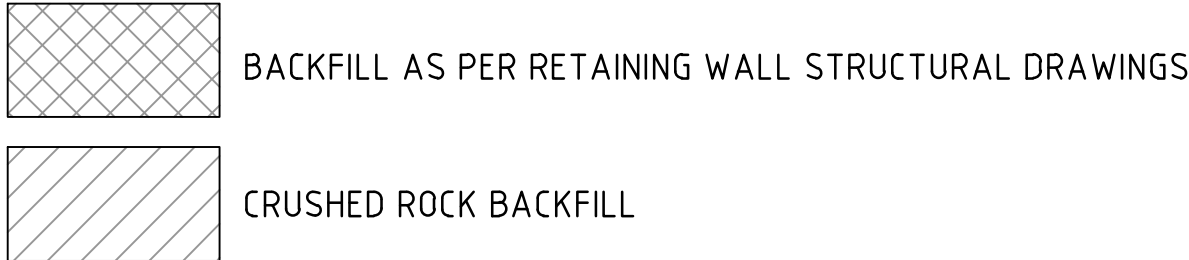 BACKFILL AS PER RETAINING WALL STRUCTURAL DRAWINGS
CRUSHED ROCK BACKFILL